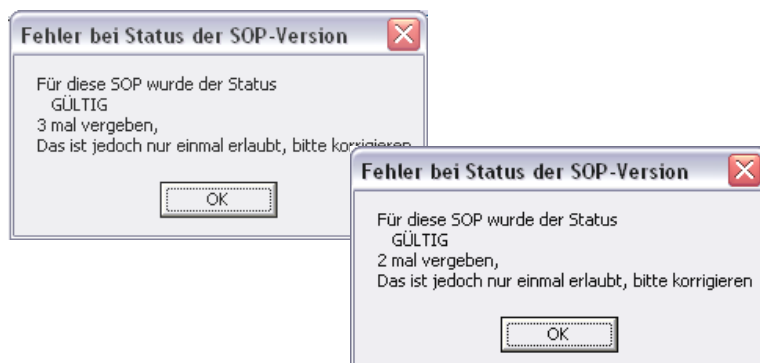 Fehler bei Status der SOP-Version
Für diese SOP wurde der Status
GÜLTIG
3 mal vergeben,
Das ist jedoch nur einmal erlaubt, bitte korrigieren
OK
Fehler bei Status der SOP-Version
Für diese SOP wurde der Status
GÜLTIG
2 mal vergeben,
Das ist jedoch nur einmal erlaubt, bitte korrigieren
OK